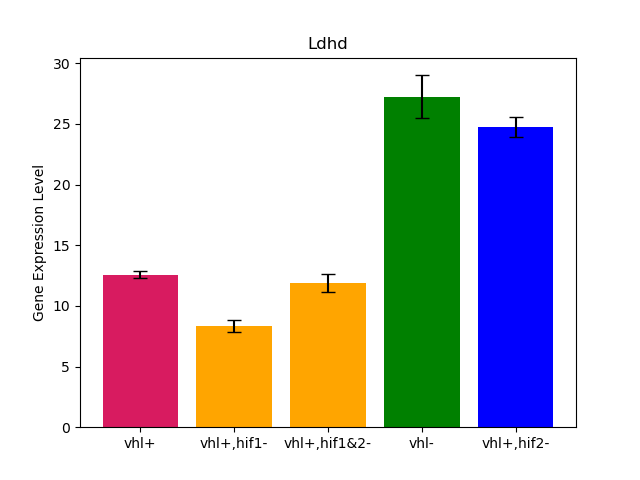 Ldhd
Gene Expression Level
30
25
20
15
10
5
0
vhl+ vhl+,hif1- vhl+,hif1&2- vhl- vhl+,hif2-